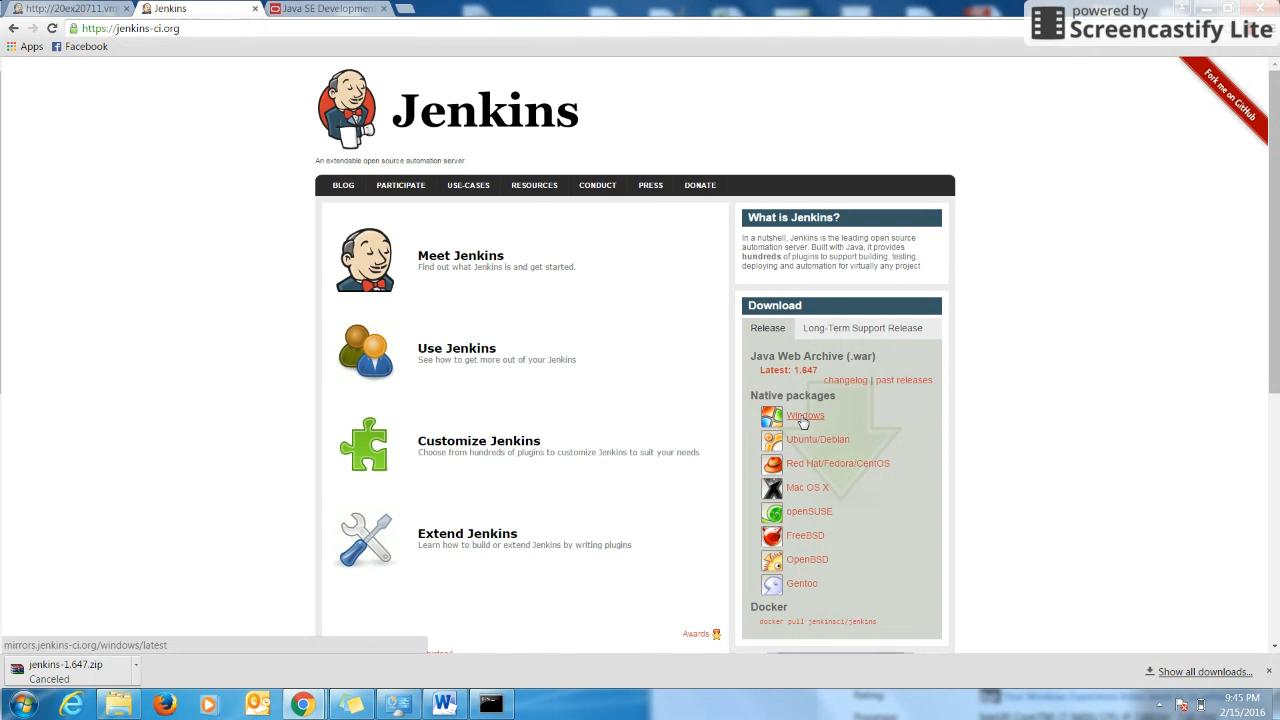 http://20ex20711.vm
Jenkins
Java SE Developmen
powered by
Screencastify Lite
https://jenkins-ci.org
Apps
Facebook
Fork me on GitHub
Jenkins
An extendable open source automation server
BLOG PARTICIPATE USE-CASES RESOURCES CONDUCT PRESS DONATE
Meet Jenkins
Find out what Jenkins is and get started.
Use Jenkins
See how to get more out of your Jenkins
Customize Jenkins
Choose from hundreds of plugins to customize Jenkins to suit your needs
Extend Jenkins
Learn how to build or extend Jenkins by writing plugins
Awards
What is Jenkins?
In a nutshell, Jenkins is the leading open source
automation server. Built with Java, it provides
hundreds of plugins to support building, testing,
deploying and automation for virtually any project
Download
Release Long-Term Support Release
Java Web Archive (.war)
Latest: 1.647
changelog | past releases
Native packages
Windows
Ubuntu/Debian
Red Hat/Fedora/CentOS
Mac OS X
openSUSE
FreeBSD
OpenBSD
Gentoo
Docker
docker pull jenkinsci/jenkins
mirrors.jenkins-ci.org/windows/latest
jenkins-1.647.zip
Canceled
Show all downloads...
9:45 PM
2/15/2016